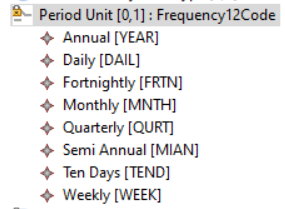 Period Unit [0,1] : Frequency12Code
Annual [YEAR]
Daily [DAIL]
Fortnightly [FRTN]
Monthly [MNTH]
Quarterly [QURT]
Semi Annual [MIAN]
Ten Days [TEND]
Weekly [WEEK]